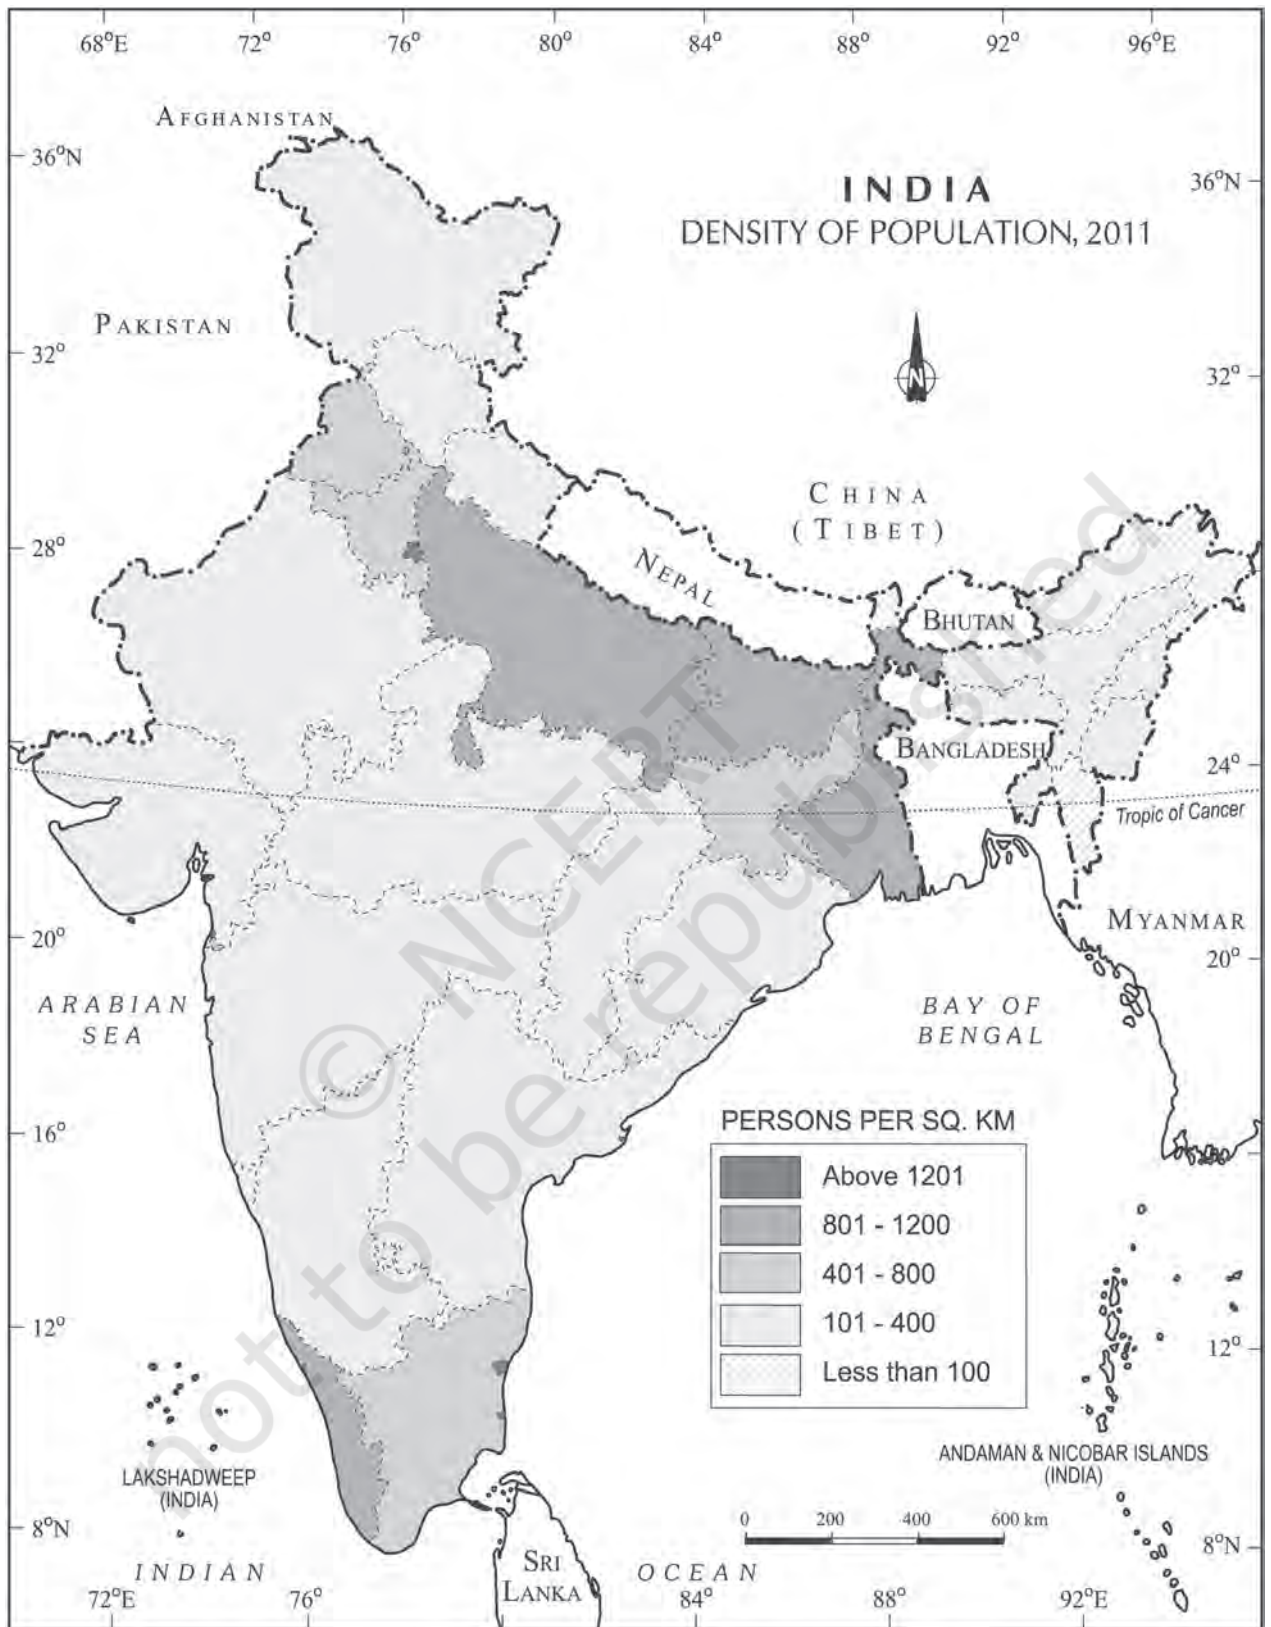 68°E 72° 76° 80° 84° 88° 92° 96°E
AFGHANISTAN
36°N
INDIA
36°N
DENSITY OF POPULATION, 2011
PAKISTAN
N
32°
32°
CHINA
(TIBET)
28°
NEPAL
BHUTAN
BANGLADESH
24°
Tropic of Cancer
MYANMAR
20°
20°
ARABIAN
SEA
BAY OF
BENGAL
© NCERT
not to be republished
16°
PERSONS PER SQ. KM
Above 1201
801 - 1200
401 - 800
101 - 400
Less than 100
12°
12°
LAKSHADWEEP
(INDIA)
ANDAMAN & NICOBAR ISLANDS
(INDIA)
0 200 400 600 km
8°N
8°N
SRI
LANKA
INDIAN OCEAN
72°E 76° 84° 88° 92°E